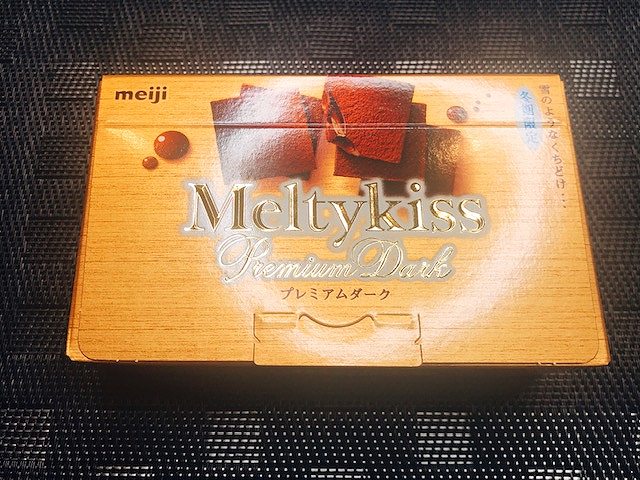 meiji
雪のようなくちどけ…
冬期限定
Meltykiss
Premium Dark
プレミアムダーク